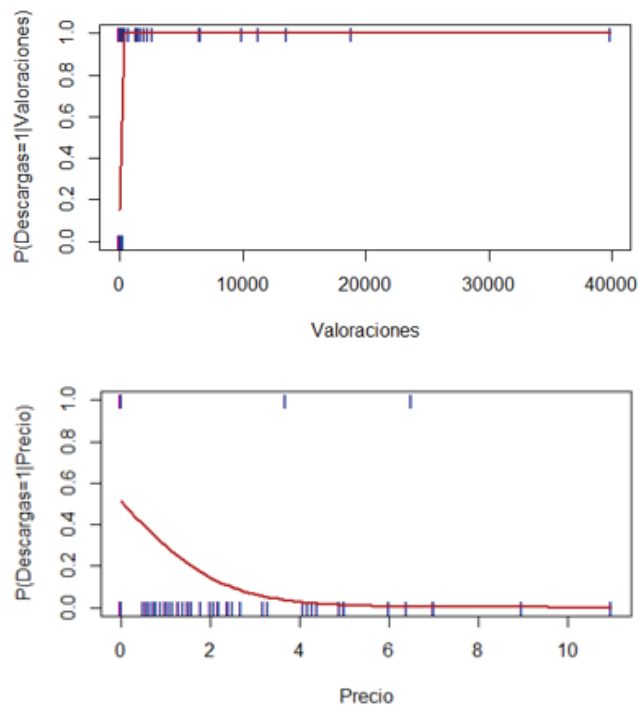 P(Descargas=1|Valoraciones)
1.0
0.8
0.6
0.4
0.2
0.0
0 10000 20000 30000 40000
Valoraciones
P(Descargas=1|Precio)
1.0
0.8
0.6
0.4
0.2
0.0
0 2 4 6 8 10
Precio